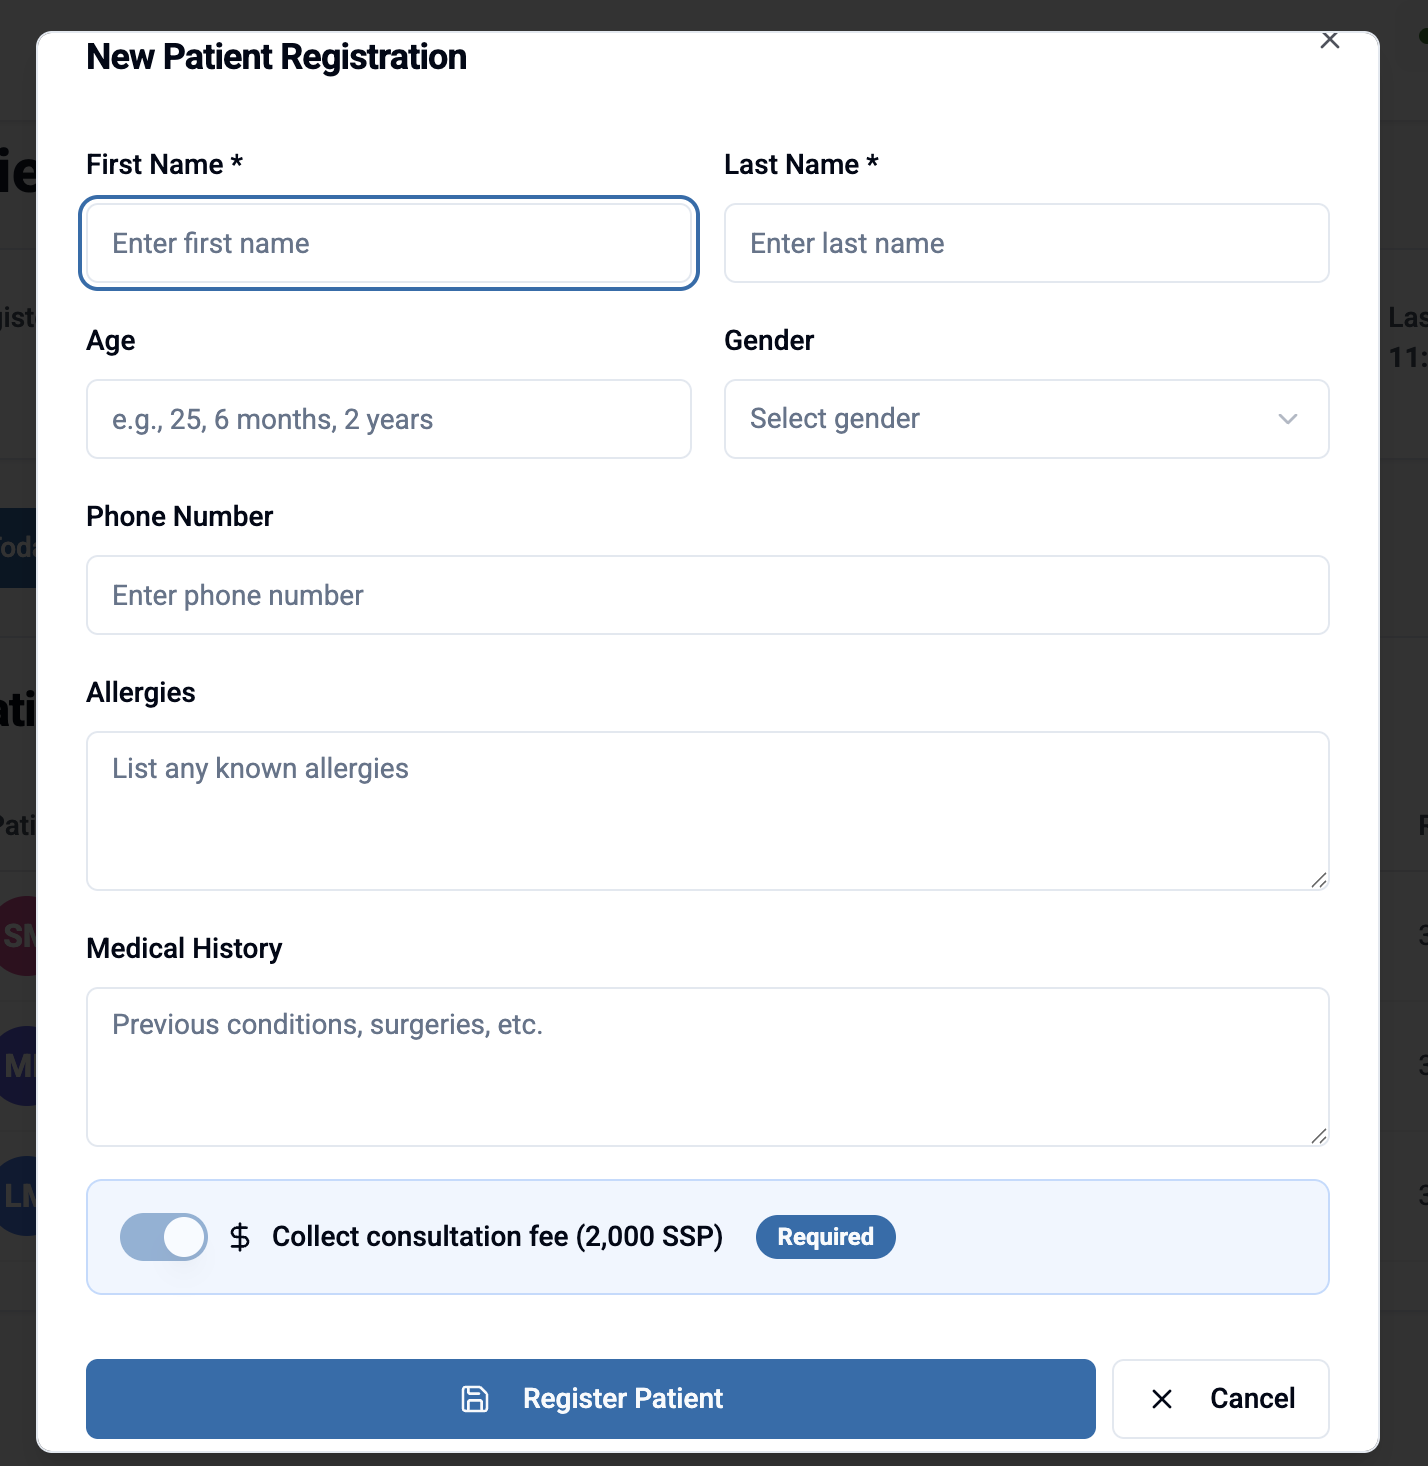 New Patient Registration
First Name *
Last Name *
Enter first name
Enter last name
Age
Gender
e.g., 25, 6 months, 2 years
Select gender
Phone Number
Enter phone number
Allergies
List any known allergies
Medical History
Previous conditions, surgeries, etc.
$ Collect consultation fee (2,000 SSP) Required
Register Patient
Cancel